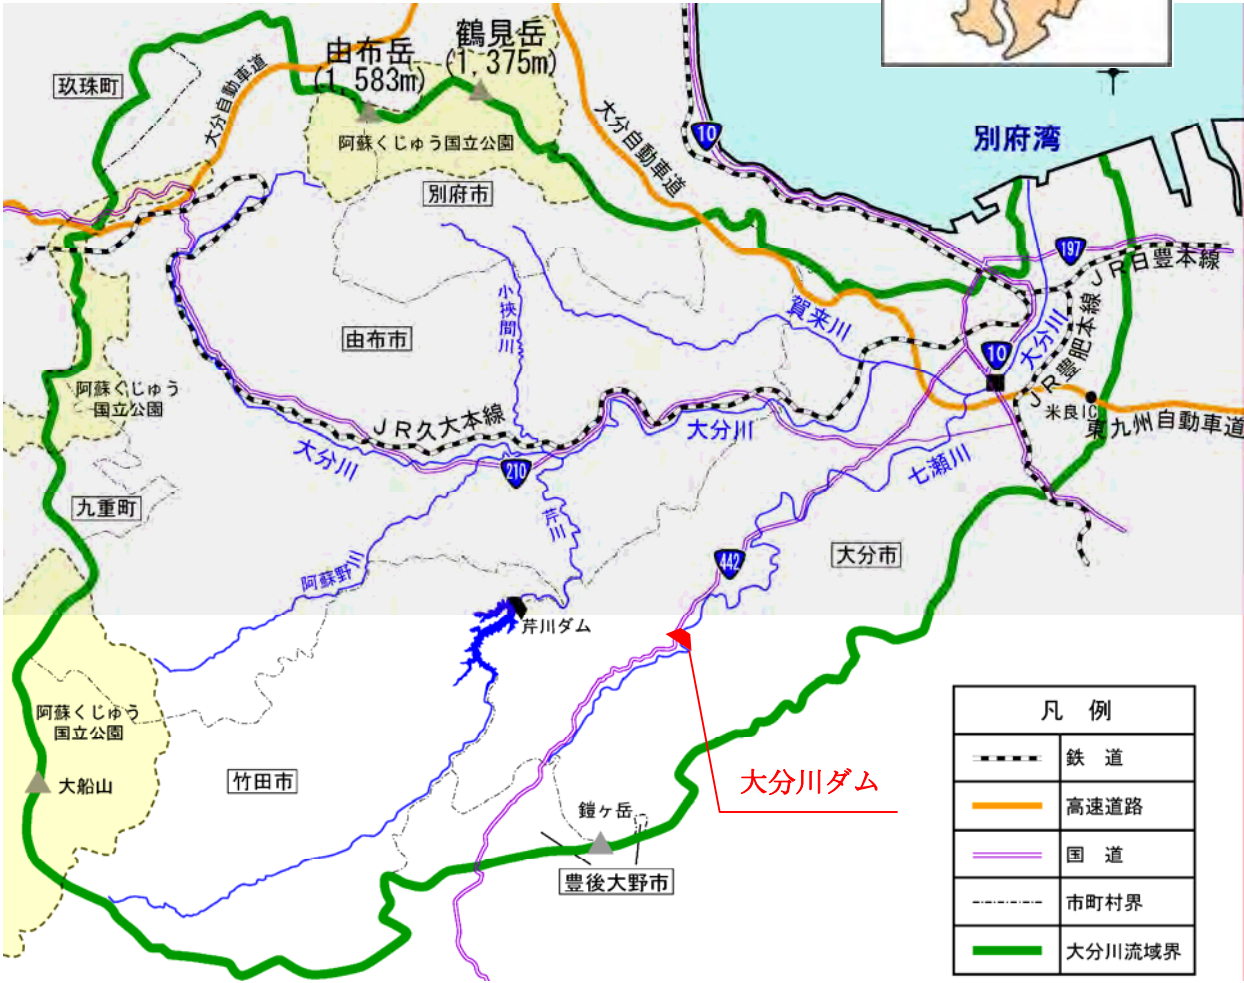 由布岳
(1,583m)
鶴見岳
(1,375m)
玖珠町
大分自動車道
大分自動車道
10
別府湾
阿蘇くじゅう国立公園
別府市
197
JR日豊本線
小挾間川
賀来川
大分川
JR豊肥本線
由布市
10
阿蘇くじゅう
国立公園
米良IC
東九州自動車道
JR久大本線
大分川
大分川
210
七瀬川
九重町
芹川
大分市
442
阿蘇野川
芹川ダム
阿蘇くじゅう
国立公園
大船山
竹田市
大分川ダム
鎧ヶ岳
豊後大野市
凡 例
鉄 道
高速道路
国 道
市町村界
大分川流域界